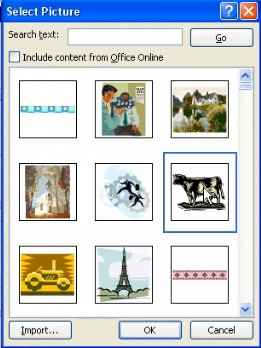 Select Picture
Search text:
Go
Include content from Office Online
Import...
OK
Cancel